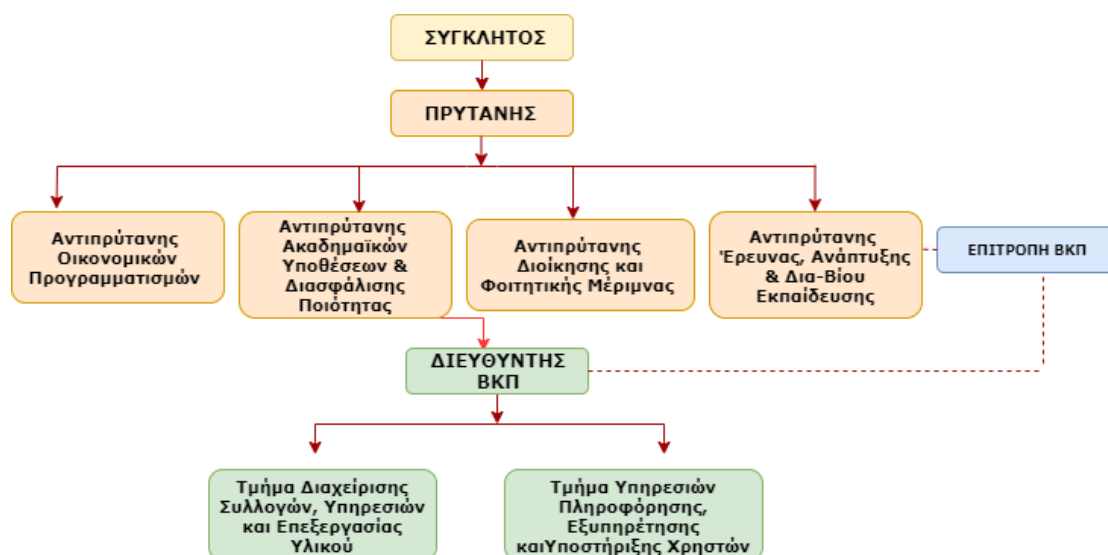 ΣΥΓΚΛΗΤΟΣ
ΠΡΥΤΑΝΗΣ
Αντιπρύτανης
Οικονομικών
Προγραμματισμών
Αντιπρύτανης
Ακαδημαϊκών
Υποθέσεων &
Διασφάλισης
Ποιότητας
Αντιπρύτανης
Διοίκησης και
Φοιτητικής Μέριμνας
Αντιπρύτανης
Έρευνας, Ανάπτυξης
& Δια-Βίου
Εκπαίδευσης
ΕΠΙΤΡΟΠΗ ΒΚΠ
ΔΙΕΥΘΥΝΤΗΣ
ΒΚΠ
Τμήμα Διαχείρισης
Συλλογών, Υπηρεσιών
και Επεξεργασίας
Υλικού
Τμήμα Υπηρεσιών
Πληροφόρησης,
Εξυπηρέτησης
καιΥποστήριξης Χρηστών